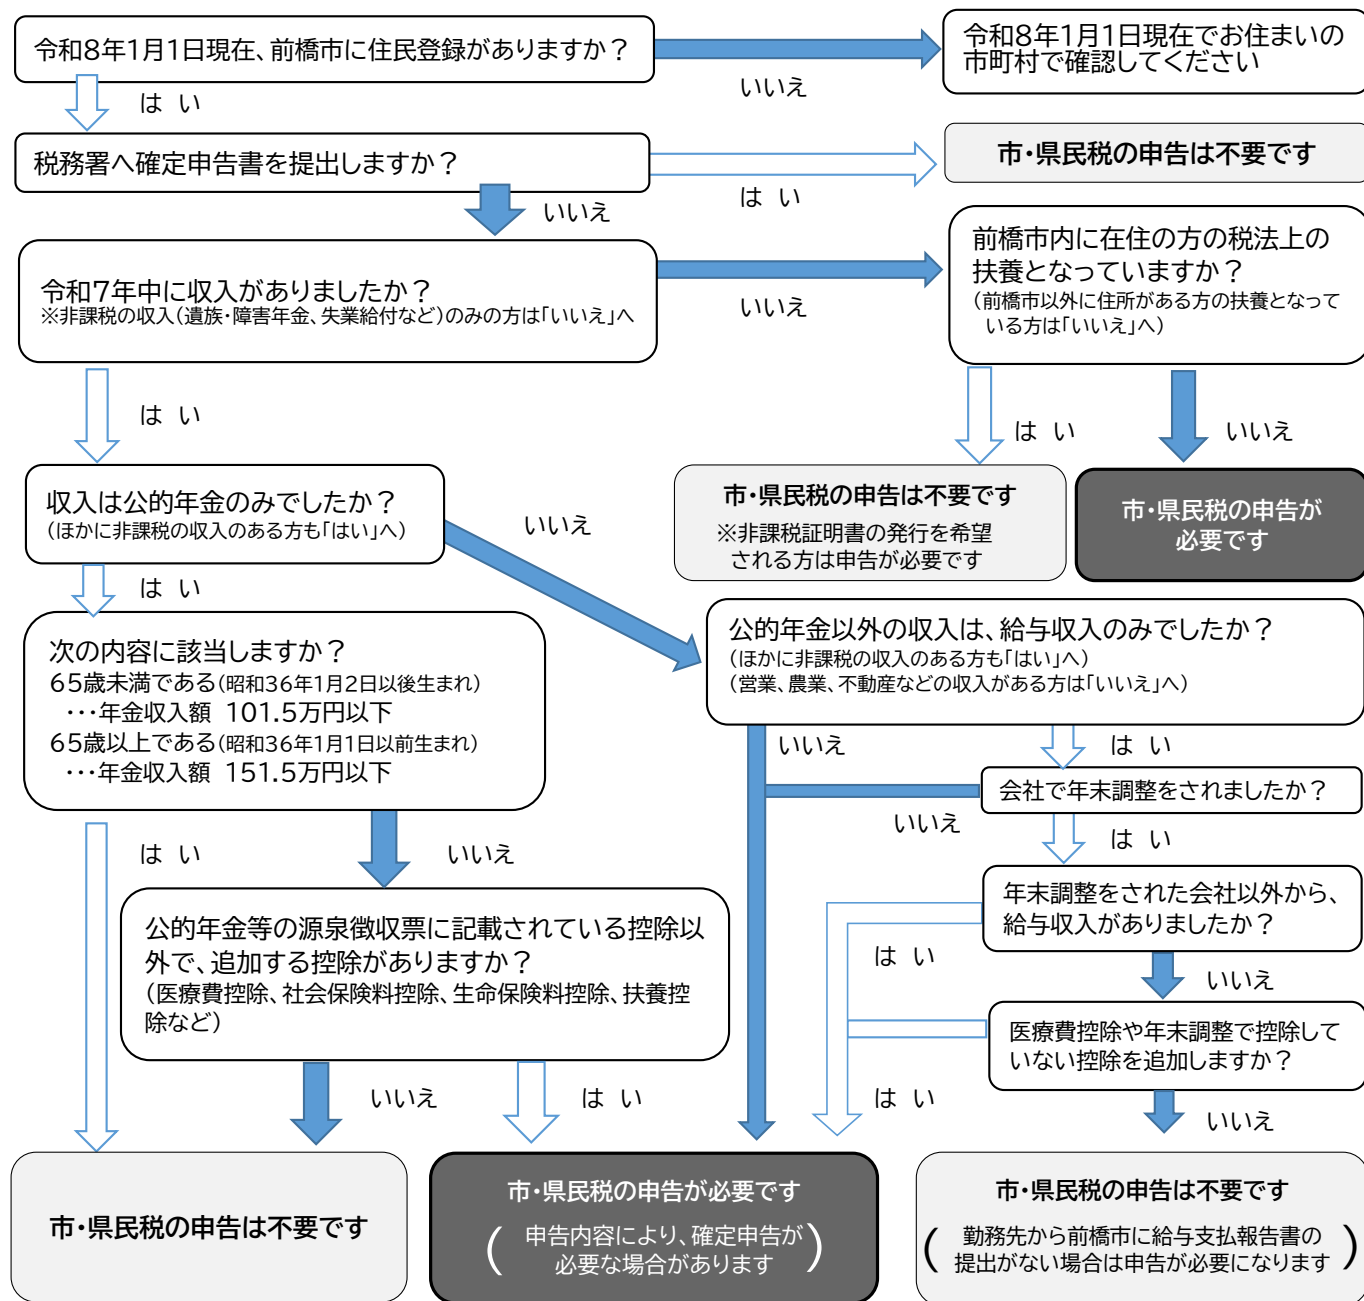 令和8年1月1日現在、前橋市に住民登録がありますか？
いいえ
令和8年1月1日現在でお住まいの
市町村で確認してください
は い
税務署へ確定申告書を提出しますか？
は い
市・県民税の申告は不要です
いいえ
令和7年中に収入がありましたか？
※非課税の収入(遺族・障害年金、失業給付など)のみの方は「いいえ」へ
いいえ
前橋市内に在住の方の税法上の
扶養となっていますか？
(前橋市以外に住所がある方の扶養となって
いる方は「いいえ」へ)
は い
は い
いいえ
収入は公的年金のみでしたか？
(ほかに非課税の収入のある方も「はい」へ)
いいえ
市・県民税の申告は不要です
※非課税証明書の発行を希望
される方は申告が必要です
市・県民税の申告が
必要です
は い
次の内容に該当しますか？
65歳未満である(昭和36年1月2日以後生まれ)
・・・年金収入額 101.5万円以下
65歳以上である(昭和36年1月1日以前生まれ)
・・・年金収入額 151.5万円以下
公的年金以外の収入は、給与収入のみでしたか？
(ほかに非課税の収入のある方も「はい」へ)
(営業、農業、不動産などの収入がある方は「いいえ」へ)
いいえ
は い
会社で年末調整をされましたか？
いいえ
は い
は い
いいえ
年末調整をされた会社以外から、
給与収入がありましたか？
は い
いいえ
公的年金等の源泉徴収票に記載されている控除以
外で、追加する控除がありますか？
(医療費控除、社会保険料控除、生命保険料控除、扶養控
除など)
医療費控除や年末調整で控除して
いない控除を追加しますか？
いいえ
は い
は い
いいえ
市・県民税の申告は不要です
市・県民税の申告が必要です
(申告内容により、確定申告が
必要な場合があります)
市・県民税の申告は不要です
(勤務先から前橋市に給与支払報告書の
提出がない場合は申告が必要になります)